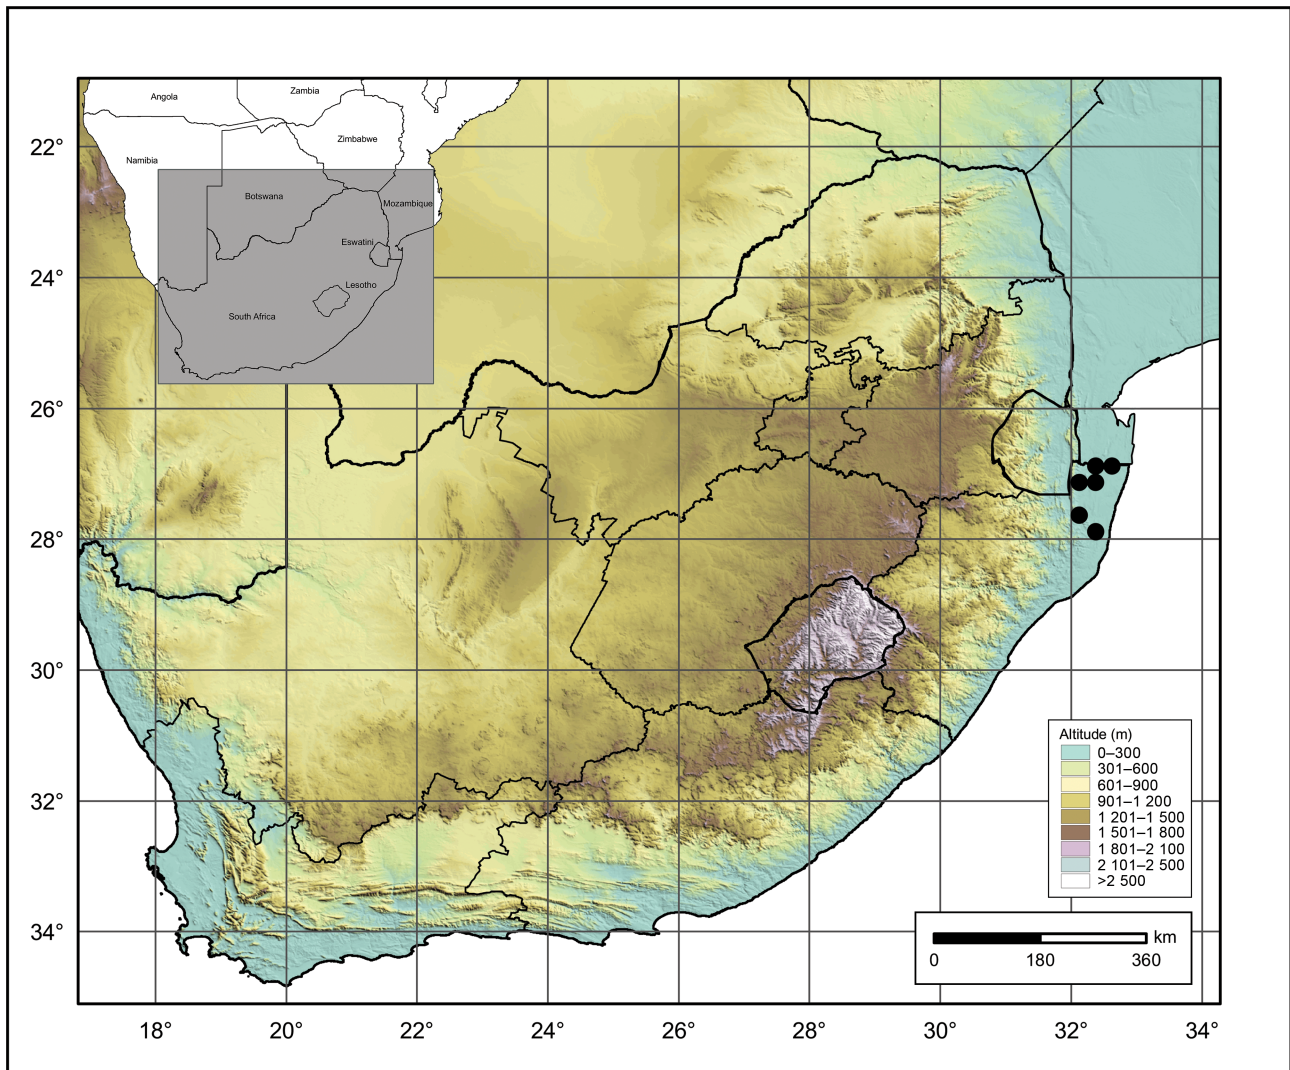 Angola
Zambia
Zimbabwe
Namibia
Botswana
Mozambique
Eswatini
Lesotho
South Africa
22°
24°
26°
28°
30°
32°
34°
Altitude (m)
0–300
301–600
601–900
901–1 200
1 201–1 500
1 501–1 800
1 801–2 100
2 101–2 500
>2 500
km
0 180 360
18° 20° 22° 24° 26° 28° 30° 32° 34°